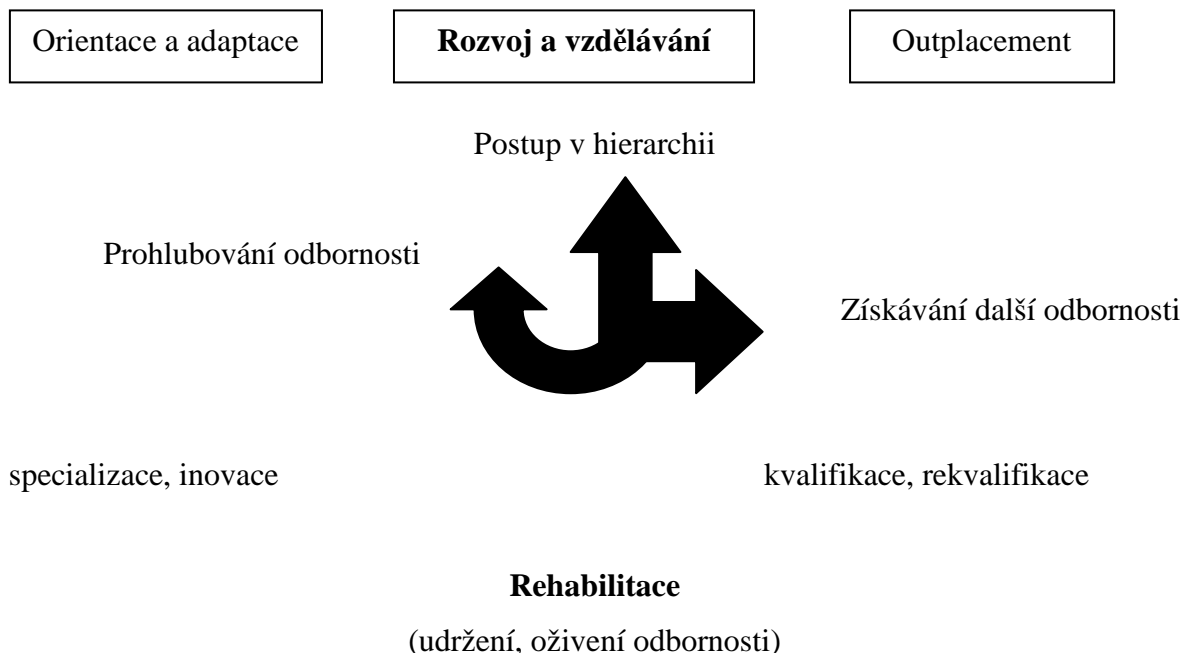 Orientace a adaptace
Rozvoj a vzdělávání
Outplacement
Postup v hierarchii
Prohlubování odbornosti
Získávání další odbornosti
specializace, inovace
kvalifikace, rekvalifikace
Rehabilitace
(udržení, oživení odbornosti)